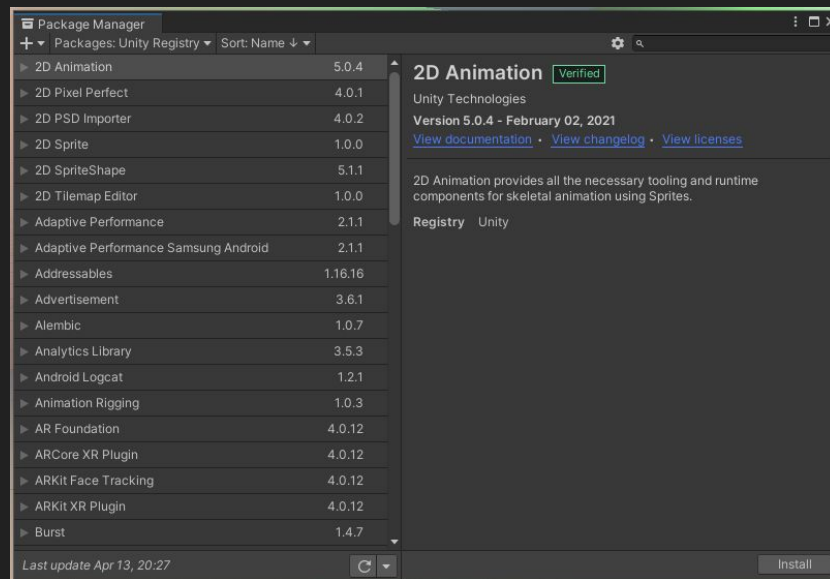 Package Manager
Packages: Unity Registry Sort: Name ↓
2D Animation 5.0.4
2D Pixel Perfect 4.0.1
2D PSD Importer 4.0.2
2D Sprite 1.0.0
2D SpriteShape 5.1.1
2D Tilemap Editor 1.0.0
Adaptive Performance 2.1.1
Adaptive Performance Samsung Android 2.1.1
Addressables 1.16.16
Advertisement 3.6.1
Alembic 1.0.7
Analytics Library 3.5.3
Android Logcat 1.2.1
Animation Rigging 1.0.3
AR Foundation 4.0.12
ARCore XR Plugin 4.0.12
ARKit Face Tracking 4.0.12
ARKit XR Plugin 4.0.12
Burst 1.4.7
Last update Apr 13, 20:27
2D Animation Verified
Unity Technologies
Version 5.0.4 - February 02, 2021
View documentation • View changelog • View licenses
2D Animation provides all the necessary tooling and runtime
components for skeletal animation using Sprites.
Registry Unity
Install